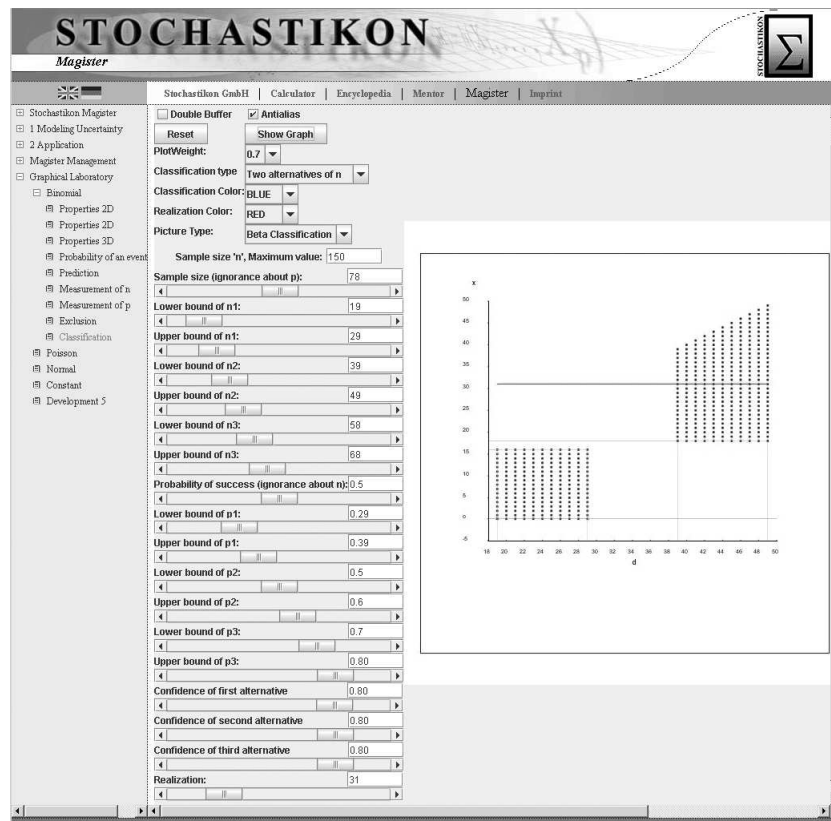 STOCHASTIKON
Magister
STOCHASTIKON
Σ
Stochastikon GmbH | Calculator | Encyclopedia | Mentor | Magister | Imprint
Stochastikon Magister
1 Modeling Uncertainty
2 Application
Magister Management
Graphical Laboratory
Binomial
Properties 2D
Properties 2D
Properties 3D
Probability of an event
Prediction
Measurement of n
Measurement of p
Exclusion
Classification
Poisson
Normal
Constant
Development 5
Double Buffer Antialias
Reset Show Graph
PlotWeight: 0.7
Classification type Two alternatives of n
Classification Color: BLUE
Realization Color: RED
Picture Type: Beta Classification
Sample size 'n', Maximum value: 150
Sample size (ignorance about p): 78
Lower bound of n1: 19
Upper bound of n1: 29
Lower bound of n2: 39
Upper bound of n2: 49
Lower bound of n3: 58
Upper bound of n3: 68
Probability of success (ignorance about n): 0.5
Lower bound of p1: 0.29
Upper bound of p1: 0.39
Lower bound of p2: 0.5
Upper bound of p2: 0.6
Lower bound of p3: 0.7
Upper bound of p3: 0.80
Confidence of first alternative 0.80
Confidence of second alternative 0.80
Confidence of third alternative 0.80
Realization: 31
x
50
45
40
35
30
25
20
15
10
5
0
-5
18 20 22 24 26 28 30 32 34 36 38 40 42 44 46 48 50
d